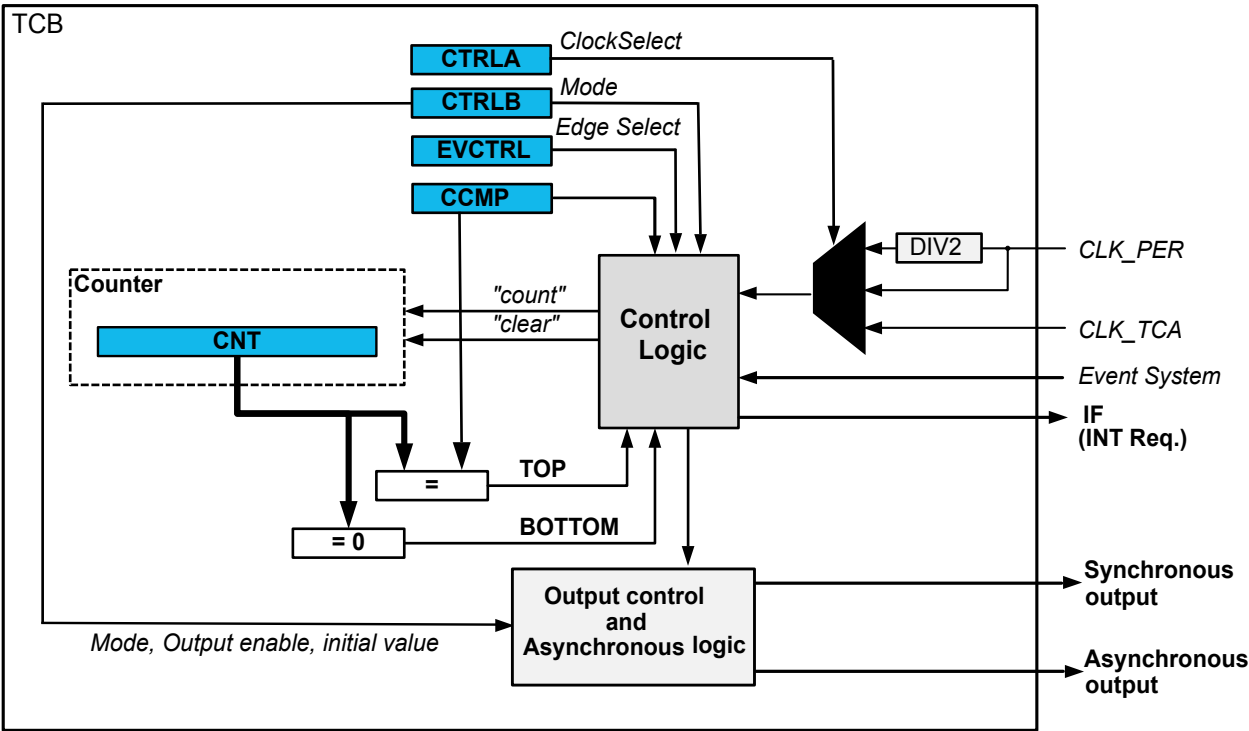 TCB
ClockSelect
CTRLA
Mode
CTRLB
Edge Select
EVCTRL
CCMP
DIV2
CLK_PER
Counter
"count"
"clear"
CNT
Control
Logic
CLK_TCA
Event System
IF
(INT Req.)
=
TOP
= 0
BOTTOM
Output control
and
Asynchronous logic
Mode, Output enable, initial value
Synchronous
output
Asynchronous
output